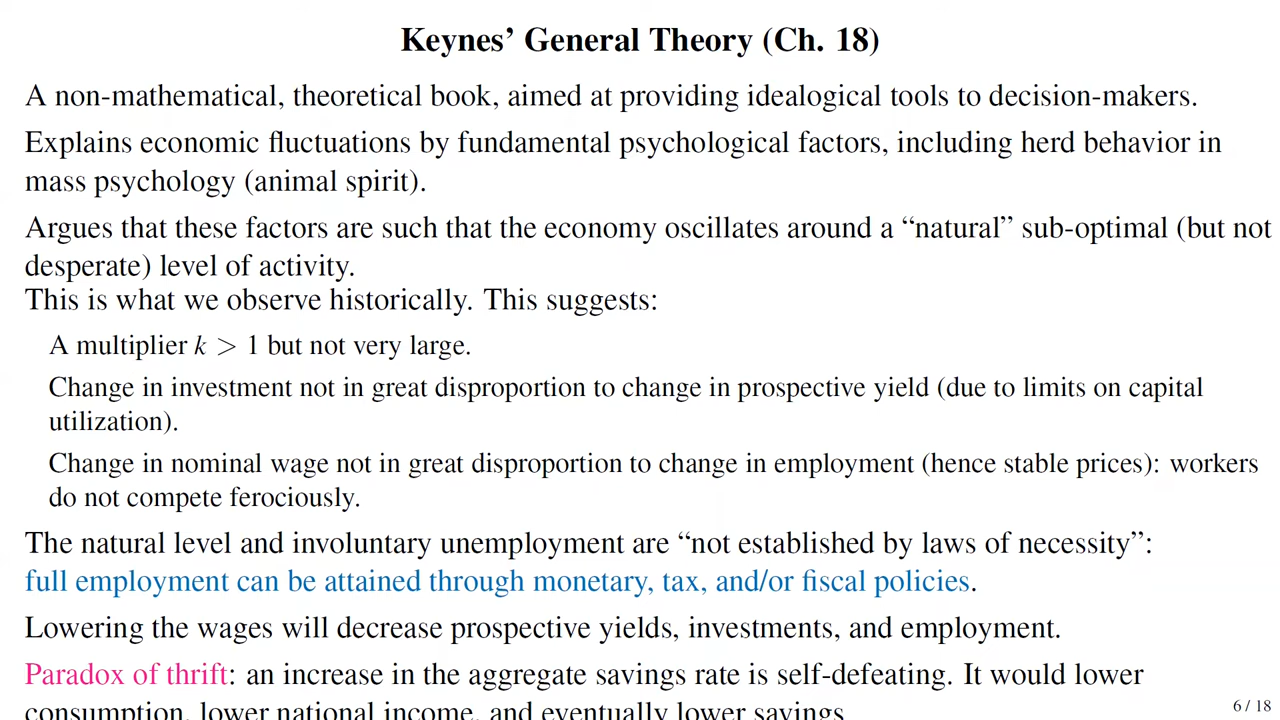 Keynes’ General Theory (Ch. 18)
A non-mathematical, theoretical book, aimed at providing idealogical tools to decision-makers.
Explains economic fluctuations by fundamental psychological factors, including herd behavior in
mass psychology (animal spirit).
Argues that these factors are such that the economy oscillates around a “natural” sub-optimal (but not
desperate) level of activity.
This is what we observe historically. This suggests:
A multiplier k > 1 but not very large.
Change in investment not in great disproportion to change in prospective yield (due to limits on capital
utilization).
Change in nominal wage not in great disproportion to change in employment (hence stable prices): workers
do not compete ferociously.
The natural level and involuntary unemployment are “not established by laws of necessity”:
full employment can be attained through monetary, tax, and/or fiscal policies.
Lowering the wages will decrease prospective yields, investments, and employment.
Paradox of thrift: an increase in the aggregate savings rate is self-defeating. It would lower
consumption, lower national income, and eventually lower savings
6 / 18